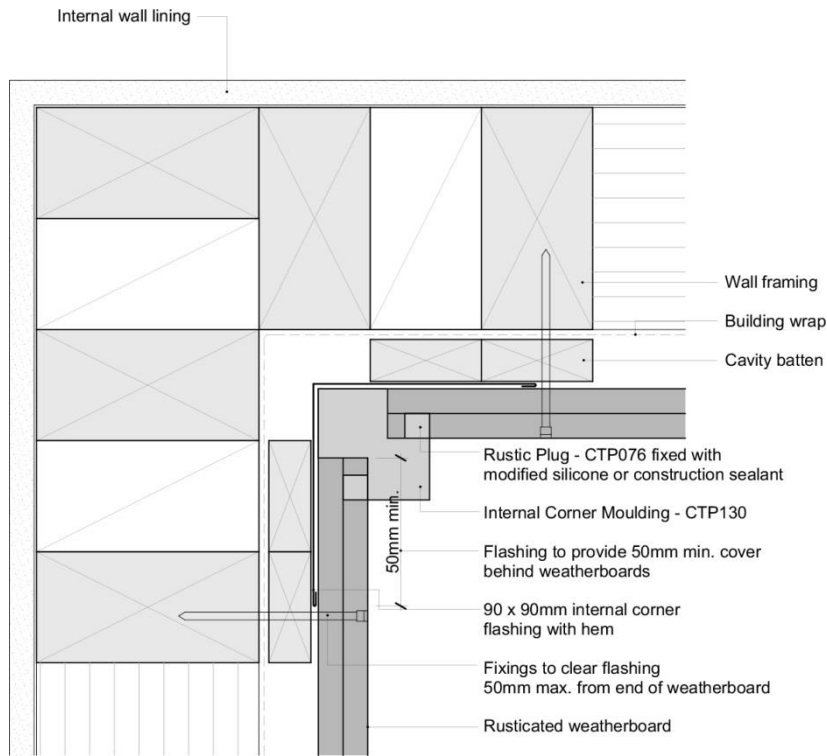 Internal wall lining
Wall framing
Building wrap
Cavity batten
Rustic Plug - CTP076 fixed with
modified silicone or construction sealant
Internal Corner Moulding - CTP130
50mm min.
Flashing to provide 50mm min. cover
behind weatherboards
90 x 90mm internal corner
flashing with hem
Fixings to clear flashing
50mm max. from end of weatherboard
Rusticated weatherboard